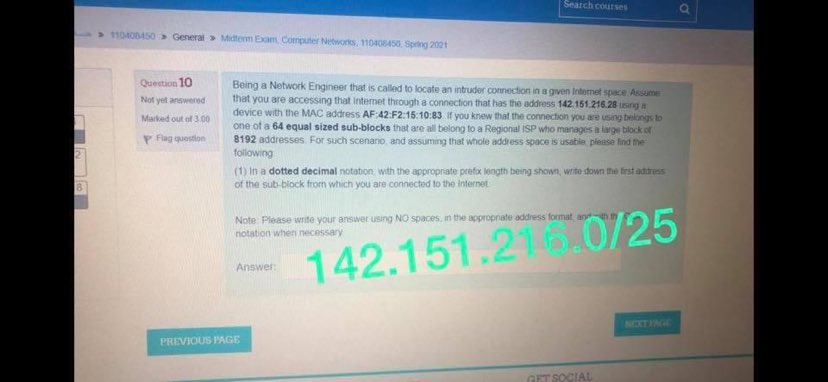 Search courses
110408450 > General > Midterm Exam, Computer Networks, 110408450, Spring 2021
Question 10
Not yet answered
Marked out of 3.00
Flag question
Being a Network Engineer that is called to locate an intruder connection in a given Internet space. Assume
that you are accessing that Internet through a connection that has the address 142.151.216.28 using a
device with the MAC address AF:42:F2:15:10:83. If you knew that the connection you are using belongs to
one of a 64 equal sized sub-blocks that are all belong to a Regional ISP who manages a large block of
8192 addresses. For such scenario, and assuming that whole address space is usable, please find the
following:
(1) In a dotted decimal notation, with the appropriate prefix length being shown, write down the first address
of the sub-block from which you are connected to the Internet.
Note: Please write your answer using NO spaces, in the appropriate address format, and with the
notation when necessary
Answer:
142.151.216.0/25
2
8
PREVIOUS PAGE
NEXT PAGE
GET SOCIAL